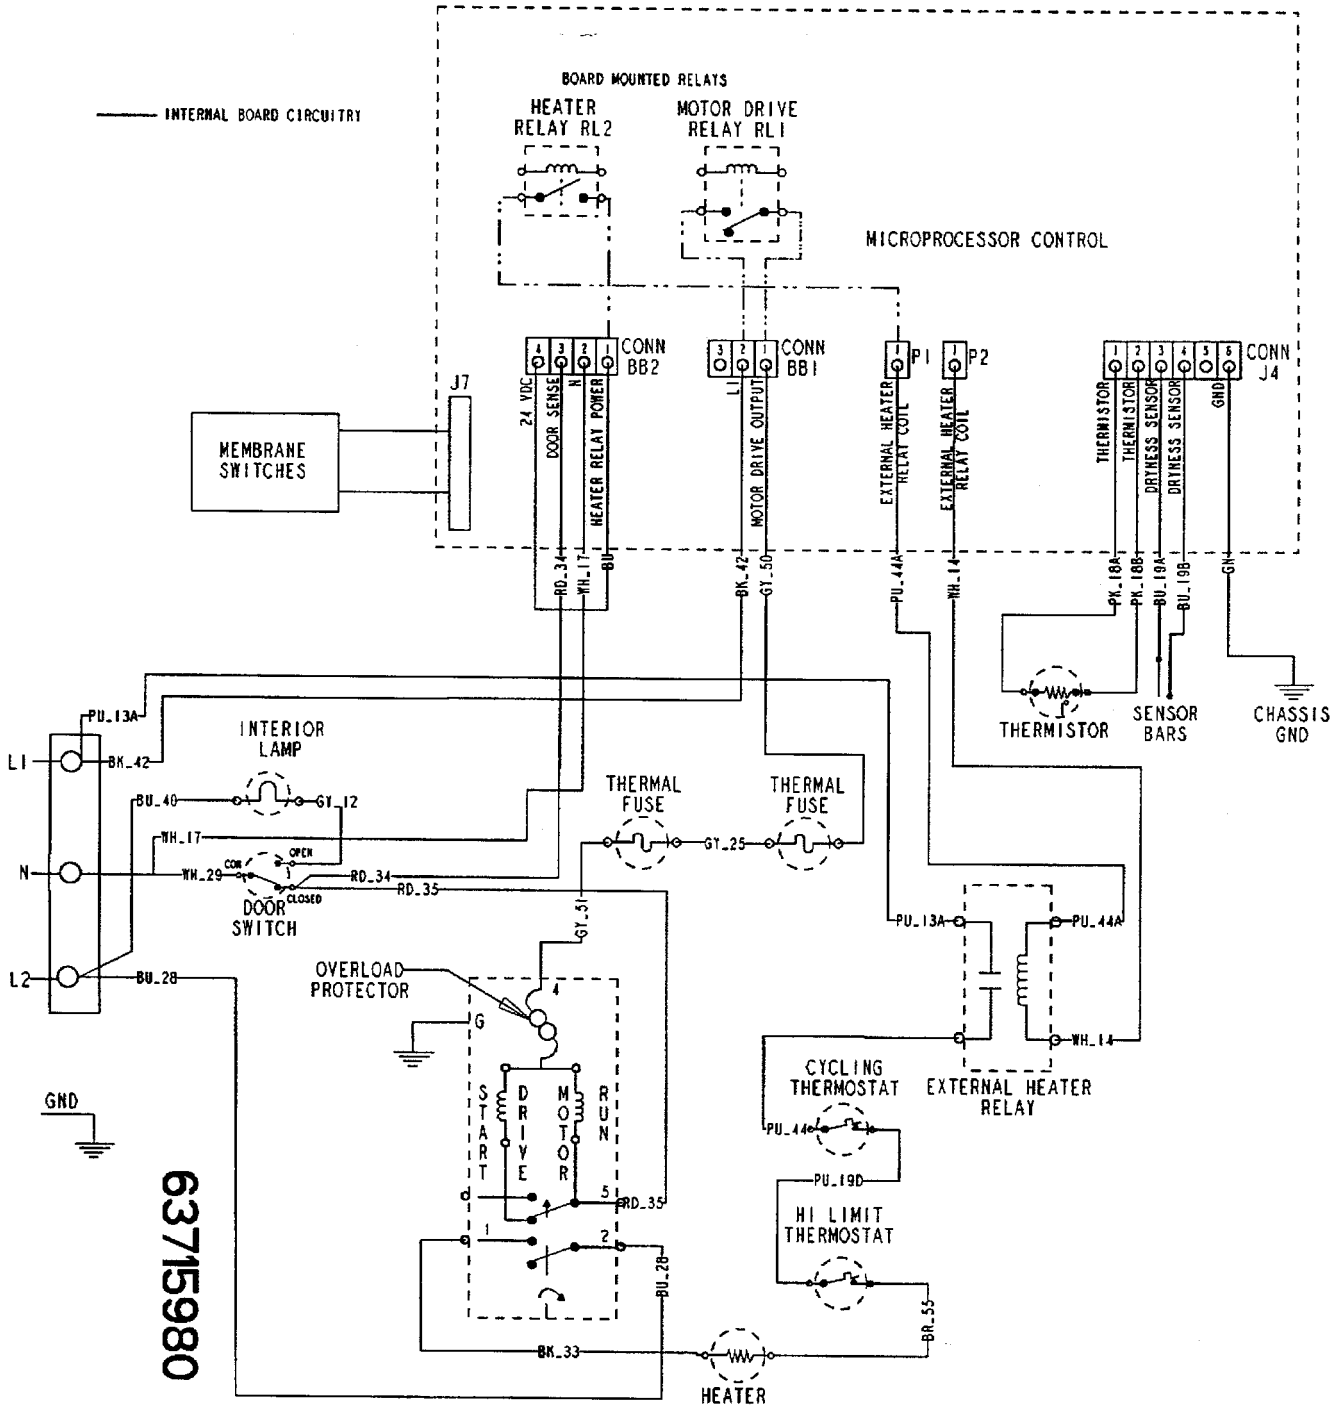 BOARD MOUNTED RELAYS
INTERNAL BOARD CIRCUITRY
HEATER
RELAY RL2
MOTOR DRIVE
RELAY RL1
MICROPROCESSOR CONTROL
4 3 2 1
CONN
BB2
3 2 1
CONN
BB1
1
P1
1
P2
1 2 3 4 5 6
CONN
J4
J7
MEMBRANE
SWITCHES
24 VDC
DOOR SENSE
N
HEATER RELAY POWER
L1
MOTOR DRIVE OUTPUT
EXTERNAL HEATER
RELAY COIL
EXTERNAL HEATER
RELAY COIL
THERMISTOR
THERMISTOR
DRYNESS SENSOR
DRYNESS SENSOR
GND
RD_34
WH_17
BU
BK_42
GY_50
PU_44A
WH_14
PK_18A
PK_18B
BU_19A
BU_19B
GN
THERMISTOR
SENSOR
BARS
CHASSIS
GND
PU_13A
L1
BK_42
INTERIOR
LAMP
BU_40
GY_12
WH_17
N
WH_29
COM
OPEN
CLOSED
DOOR
SWITCH
RD_34
RD_35
THERMAL
FUSE
THERMAL
FUSE
GY_25
GY_51
L2
BU_28
OVERLOAD
PROTECTOR
4
G
START
DRIVE
MOTOR
RUN
5
RD_35
1
2
BU_28
PU_13A
PU_44A
WH_14
EXTERNAL HEATER
RELAY
CYCLING
THERMOSTAT
PU_44
PU_19D
HI LIMIT
THERMOSTAT
BR_55
BK_33
HEATER
GND
63715980